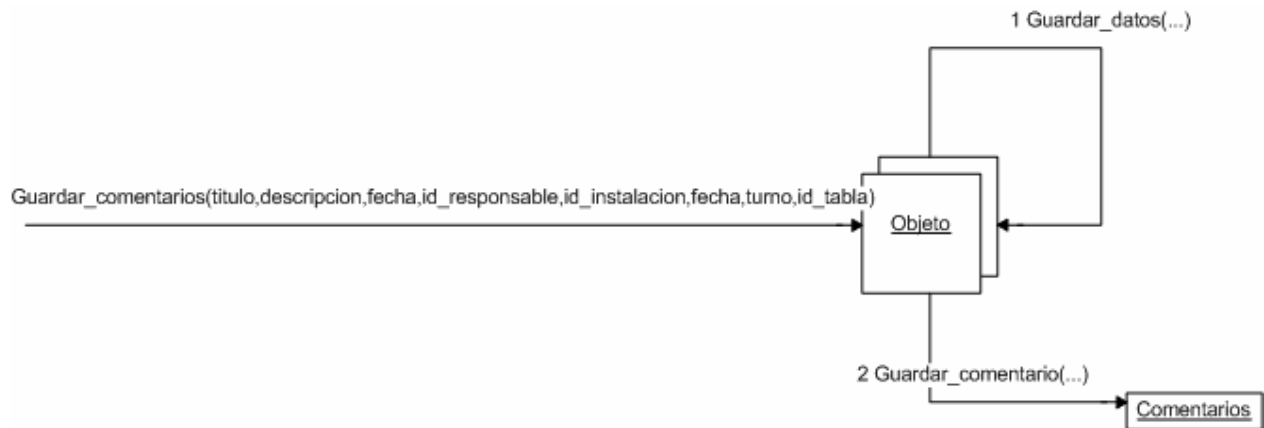 1 Guardar_datos(...)
Guardar_comentarios(titulo,descripcion,fecha,id_responsable,id_instalacion,fecha,turno,id_tabla)
Objeto
2 Guardar_comentario(...)
Comentarios